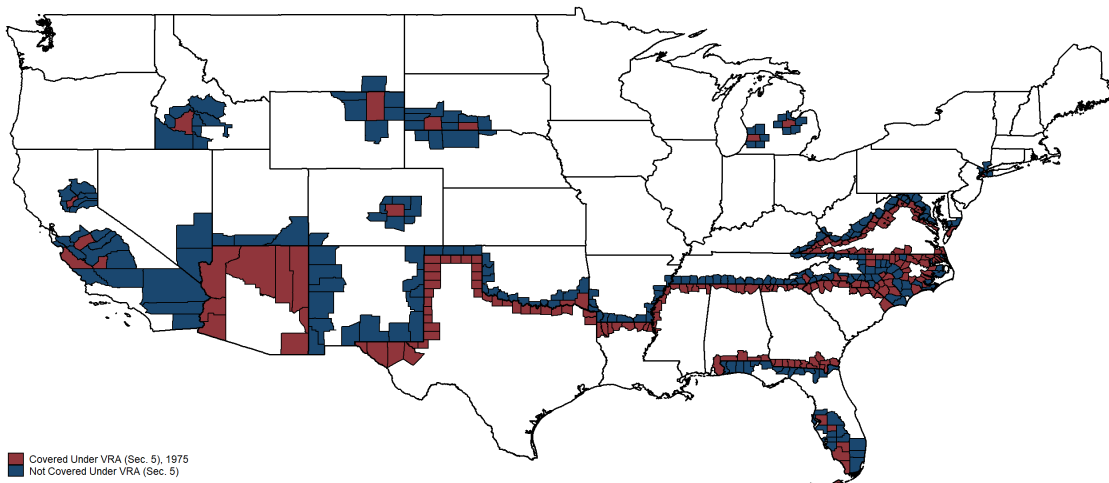 Covered Under VRA (Sec. 5), 1975
Not Covered Under VRA (Sec. 5)